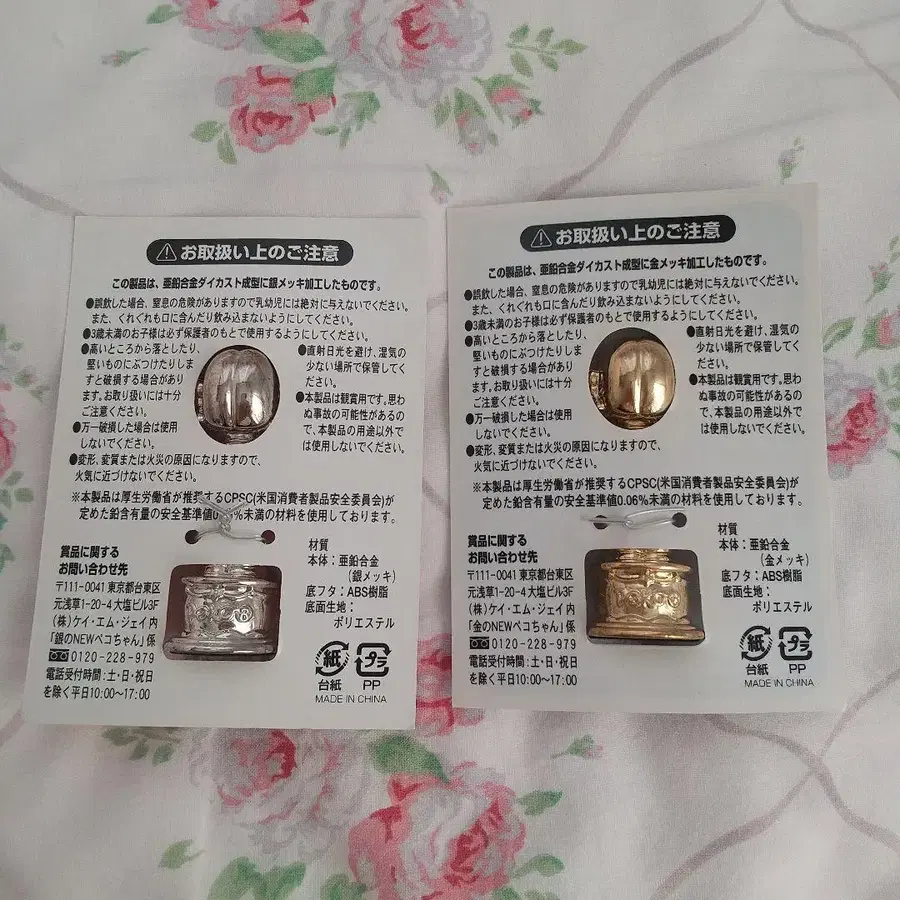 ⚠お取扱い上のご注意
この製品は、亜鉛合金ダイカスト成型に銀メッキ加工したものです。
●誤飲した場合、窒息の危険がありますので乳幼児には絶対に与えないでください。
また、くれぐれも口に含んだり飲み込まないようにしてください。
●3歳未満のお子様は必ず保護者のもとで使用するようにしてください。
●高いところから落としたり、
堅いものにぶつけたりしま
すと破損する場合があり
ます。お取り扱いには十分
ご注意ください。
●万一破損した場合は使用
しないでください。
●直射日光を避け、湿気の
少ない場所で保管してく
ださい。
●本製品は観賞用です。思わ
ぬ事故の可能性があるの
で、本製品の用途以外で
は使用しないでください。
●変形、変質または火災の原因になりますので、
火気に近づけないでください。
※本製品は厚生労働省が推奨するCPSC(米国消費者製品安全委員会)が
定めた鉛含有量の安全基準値0.06%未満の材料を使用しております。
賞品に関する
お問い合わせ先
〒111-0041 東京都台東区
元浅草1-20-4大塩ビル3F
(株)ケイ・エム・ジェイ内
「銀のNEWペコちゃん」係
0120-228-979
電話受付時間:土・日・祝日
を除く平日10:00〜17:00
材質
本体:亜鉛合金
(銀メッキ)
底フタ:ABS樹脂
底面生地:
ポリエステル
紙
台紙
プラ
PP
MADE IN CHINA
⚠お取扱い上のご注意
この製品は、亜鉛合金ダイカスト成型に金メッキ加工したものです。
●誤飲した場合、窒息の危険がありますので乳幼児には絶対に与えないでください。
また、くれぐれも口に含んだり飲み込まないようにしてください。
●3歳未満のお子様は必ず保護者のもとで使用するようにしてください。
●高いところから落としたり、
堅いものにぶつけたりしま
すと破損する場合があり
ます。お取り扱いには十分
ご注意ください。
●万一破損した場合は使用
しないでください。
●直射日光を避け、湿気の
少ない場所で保管してく
ださい。
●本製品は観賞用です。思わ
ぬ事故の可能性があるの
で、本製品の用途以外で
は使用しないでください。
●変形、変質または火災の原因になりますので、
火気に近づけないでください。
※本製品は厚生労働省が推奨するCPSC(米国消費者製品安全委員会)が
定めた鉛含有量の安全基準値0.06%未満の材料を使用しております。
賞品に関する
お問い合わせ先
〒111-0041 東京都台東区
元浅草1-20-4大塩ビル3F
(株)ケイ・エム・ジェイ内
「金のNEWペコちゃん」係
0120-228-979
電話受付時間:土・日・祝日
を除く平日10:00〜17:00
材質
本体:亜鉛合金
(金メッキ)
底フタ:ABS樹脂
底面生地:
ポリエステル
紙
台紙
プラ
PP
MADE IN CHINA